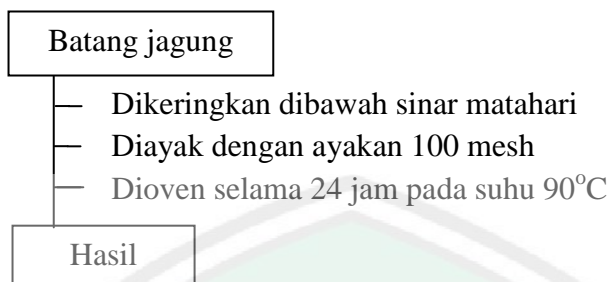 Batang jagung
Dikeringkan dibawah sinar matahari
Diayak dengan ayakan 100 mesh
Dioven selama 24 jam pada suhu 90°C
Hasil